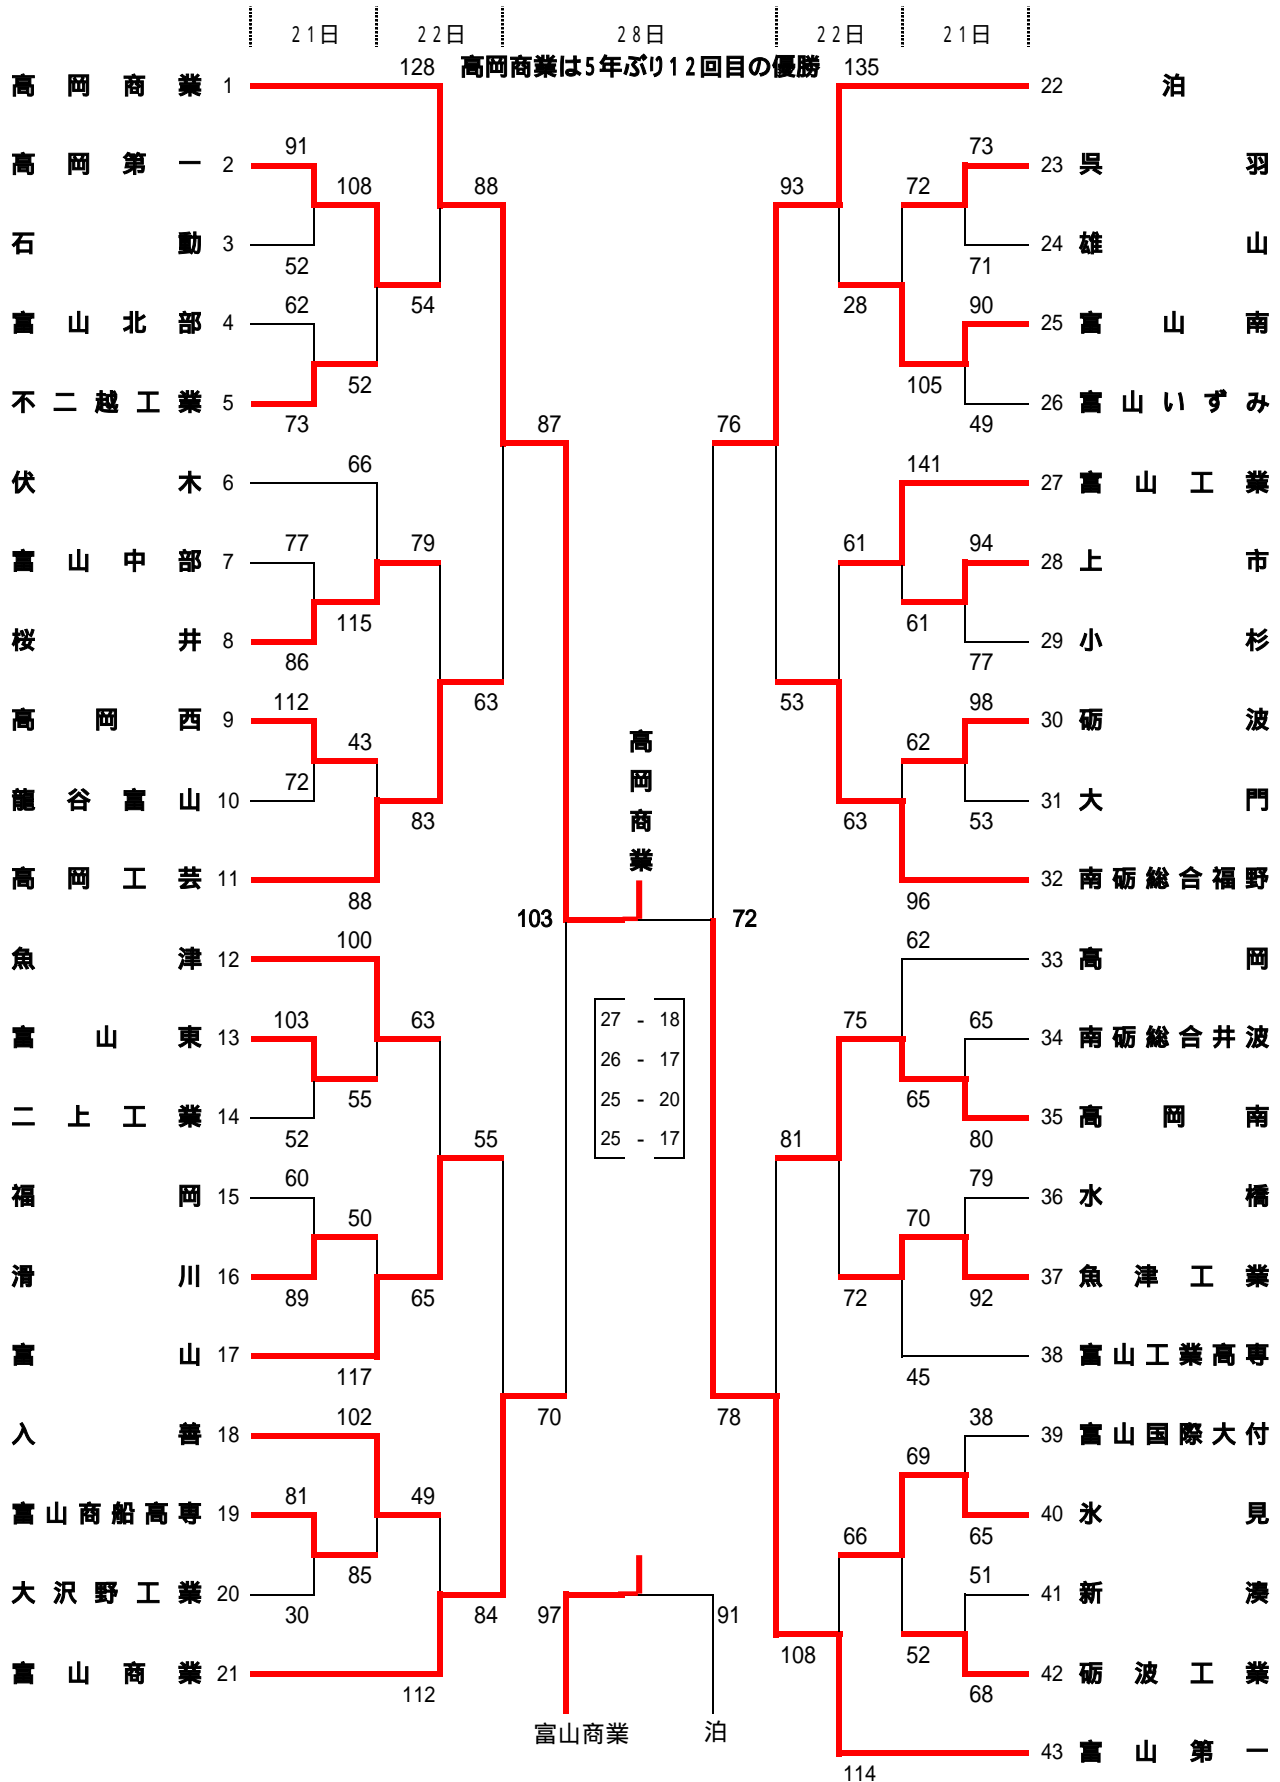 21日 22日 28日 22日 21日
高岡商業は5年ぶり12回目の優勝
128 135
高岡商業 1 22 泊
91 73
高岡第一 2 23 呉羽
108 88 93 72
石動 3 24 雄山
52 71
62 54 28 90
富山北部 4 25 富山南
52 105
不二越工業 5 26 富山いずみ
73 87 76 49
66 141
伏木 6 27 富山工業
77 79 61 94
富山中部 7 28 上市
115 61
桜井 8 29 小杉
86 77
112 63 53 98
高岡西 9 30 砺波
43 62
72
龍谷富山 10 31 大門
83 63 53
高岡商業
高岡工芸 11 32 南砺総合福野
88 96
103 72
100 62
魚津 12 33 高岡
103 63 27 - 18 75 65
富山東 13 34 南砺総合井波
26 - 17
55 25 - 20 65
二上工業 14 35 高岡南
52 55 25 - 17 81 80
60 79
福岡 15 36 水橋
50 70
滑川 16 37 魚津工業
89 65 72 92
富山 17 38 富山工業高専
117 45
102 70 78 38
入善 18 39 富山国際大付
69
81 49
富山商船高専 19 40 氷見
66 65
85 51
大沢野工業 20 41 新湊
30 84 97 91 52
108
富山商業 21 42 砺波工業
112 68
富山商業 泊
43 富山第一
114